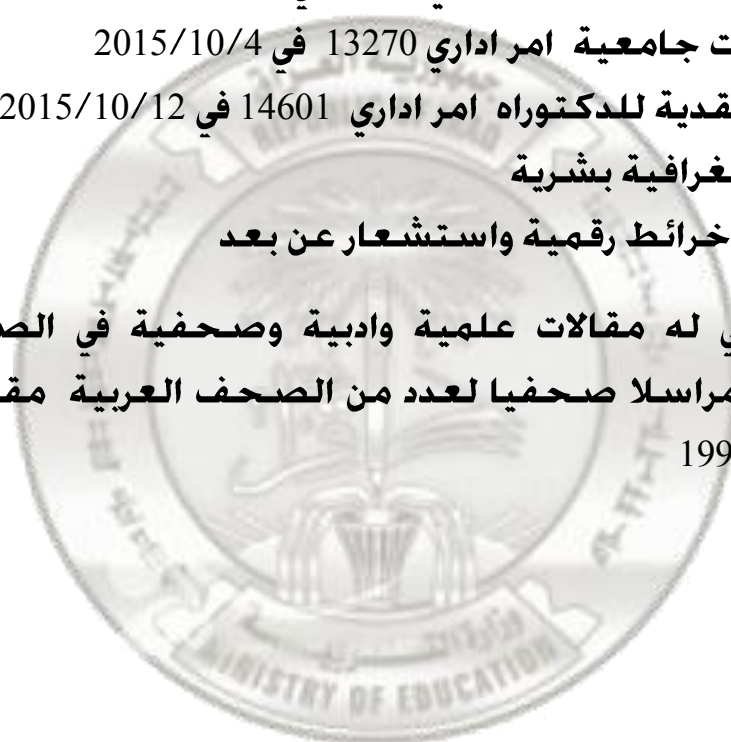 ت جامعية امر اداري 13270 في 2015/10/4
قدية للدكتوراه امر اداري 14601 في 2015/10/12
غرافية بشرية
خرائط رقمية واستشعار عن بعد
ي له مقالات علمية وادبية وصحفية في الص
مراسلا صحفيا لعدد من الصحف العربية مق
199
MINISTRY OF EDUCATION